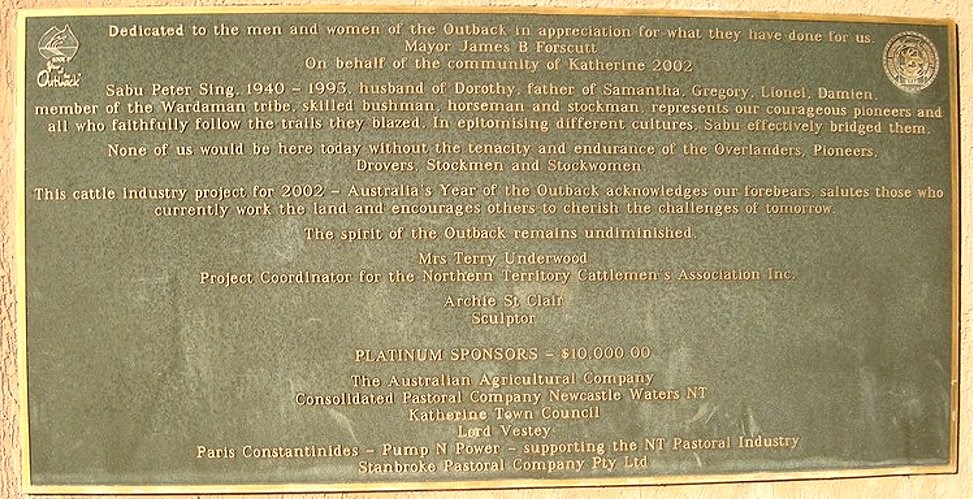 Dedicated to the men and women of the Outback in appreciation for what they have done for us.
Mayor James B Forscutt
On behalf of the community of Katherine 2002
Year of the
Outback
Sabu Peter Sing, 1940 - 1993, husband of Dorothy, father of Samantha, Gregory, Lionel, Damien,
member of the Wardaman tribe, skilled bushman, horseman and stockman, represents our courageous pioneers and
all who faithfully follow the trails they blazed. In epitomising different cultures, Sabu effectively bridged them.
None of us would be here today without the tenacity and endurance of the Overlanders, Pioneers,
Drovers, Stockmen and Stockwomen
This cattle industry project for 2002 - Australia's Year of the Outback acknowledges our forebears, salutes those who
currently work the land and encourages others to cherish the challenges of tomorrow.
The spirit of the Outback remains undiminished.
Mrs Terry Underwood
Project Coordinator for the Northern Territory Cattlemen's Association Inc.
Archie St Clair
Sculptor
PLATINUM SPONSORS - $10,000 00
The Australian Agricultural Company
Consolidated Pastoral Company Newcastle Waters NT
Katherine Town Council
Lord Vestey
Paris Constantinides - Pump N Power - supporting the NT Pastoral Industry
Stanbroke Pastoral Company Pty Ltd